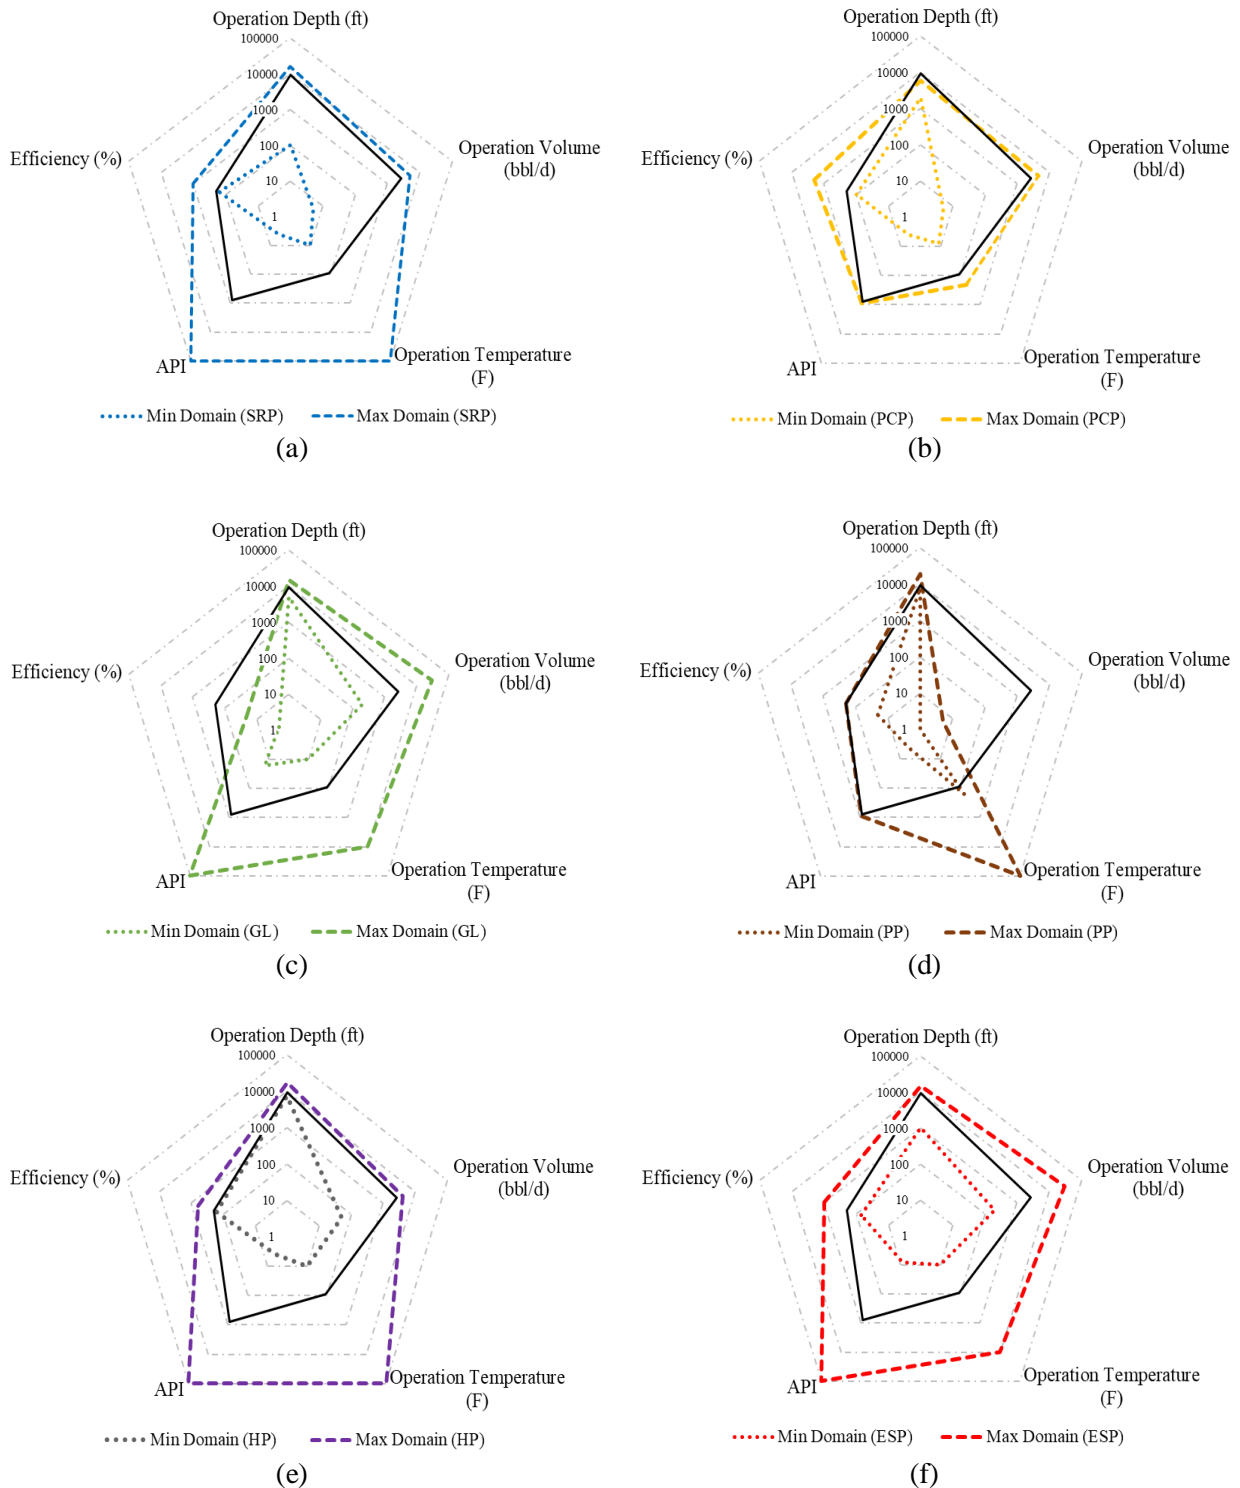 Operation Depth (ft)
100000
10000
1000
100
10
1
Efficiency (%)
Operation Volume
(bbl/d)
API
Operation Temperature
(F)
Min Domain (SRP)
Max Domain (SRP)
(a)
Operation Depth (ft)
100000
10000
1000
100
10
1
Efficiency (%)
Operation Volume
(bbl/d)
API
Operation Temperature
(F)
Min Domain (PCP)
Max Domain (PCP)
(b)
Operation Depth (ft)
100000
10000
1000
100
10
1
Efficiency (%)
Operation Volume
(bbl/d)
API
Operation Temperature
(F)
Min Domain (GL)
Max Domain (GL)
(c)
Operation Depth (ft)
100000
10000
1000
100
10
1
Efficiency (%)
Operation Volume
(bbl/d)
API
Operation Temperature
(F)
Min Domain (PP)
Max Domain (PP)
(d)
Operation Depth (ft)
100000
10000
1000
100
10
1
Efficiency (%)
Operation Volume
(bbl/d)
API
Operation Temperature
(F)
Min Domain (HP)
Max Domain (HP)
(e)
Operation Depth (ft)
100000
10000
1000
100
10
1
Efficiency (%)
Operation Volume
(bbl/d)
API
Operation Temperature
(F)
Min Domain (ESP)
Max Domain (ESP)
(f)